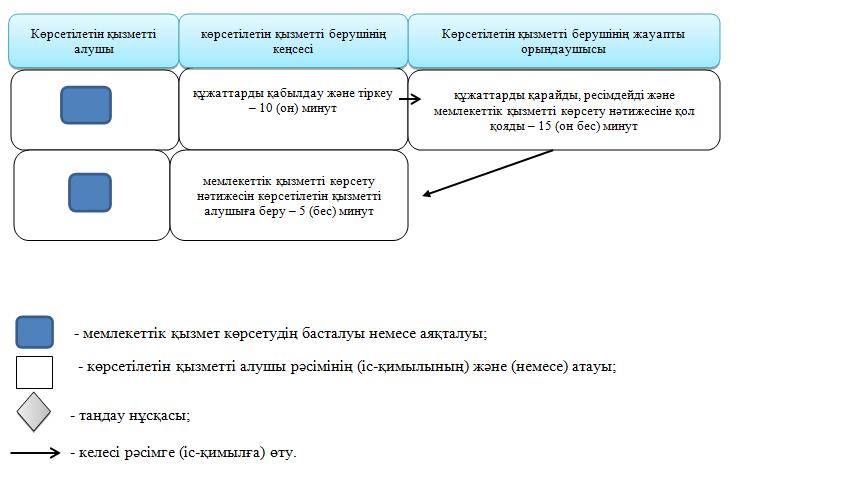 Көрсетілетін қызметті
алушы
көрсетілетін қызметті берушінің
кеңсесі
Көрсетілетін қызметті берушінің жауапты
орындаушысы
құжаттарды қабылдау және тіркеу
– 10 (он) минут
құжаттарды қарайды, ресімдейді және
мемлекеттік қызметті көрсету нәтижесіне қол
қояды – 15 (он бес) минут
мемлекеттік қызметті көрсету
нәтижесін көрсетілетін қызметті
алушыға беру – 5 (бес) минут
- мемлекеттік қызмет көрсетудің басталуы немесе аяқталуы;
- көрсетілетін қызметті алушы рәсімінің (іс-қимылының) және (немесе) атауы;
- таңдау нұсқасы;
- келесі рәсімге (іс-қимылға) өту.